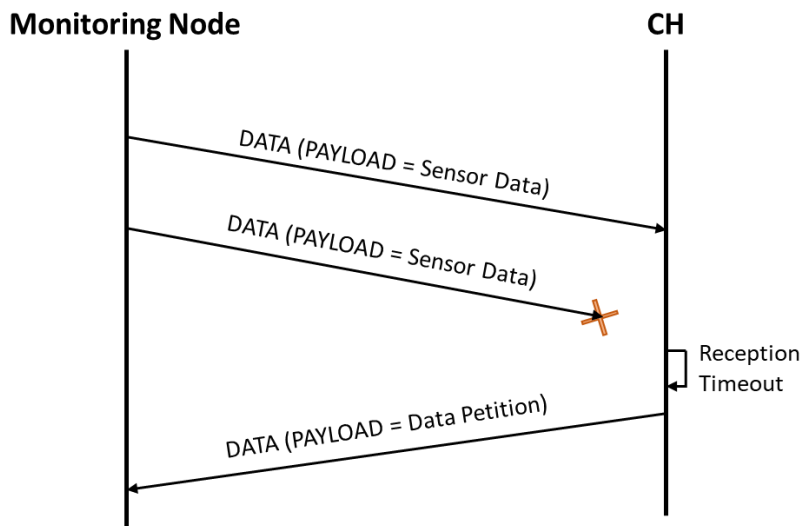 Monitoring Node
CH
DATA (PAYLOAD = Sensor Data)
DATA (PAYLOAD = Sensor Data)
Reception
Timeout
DATA (PAYLOAD = Data Petition)